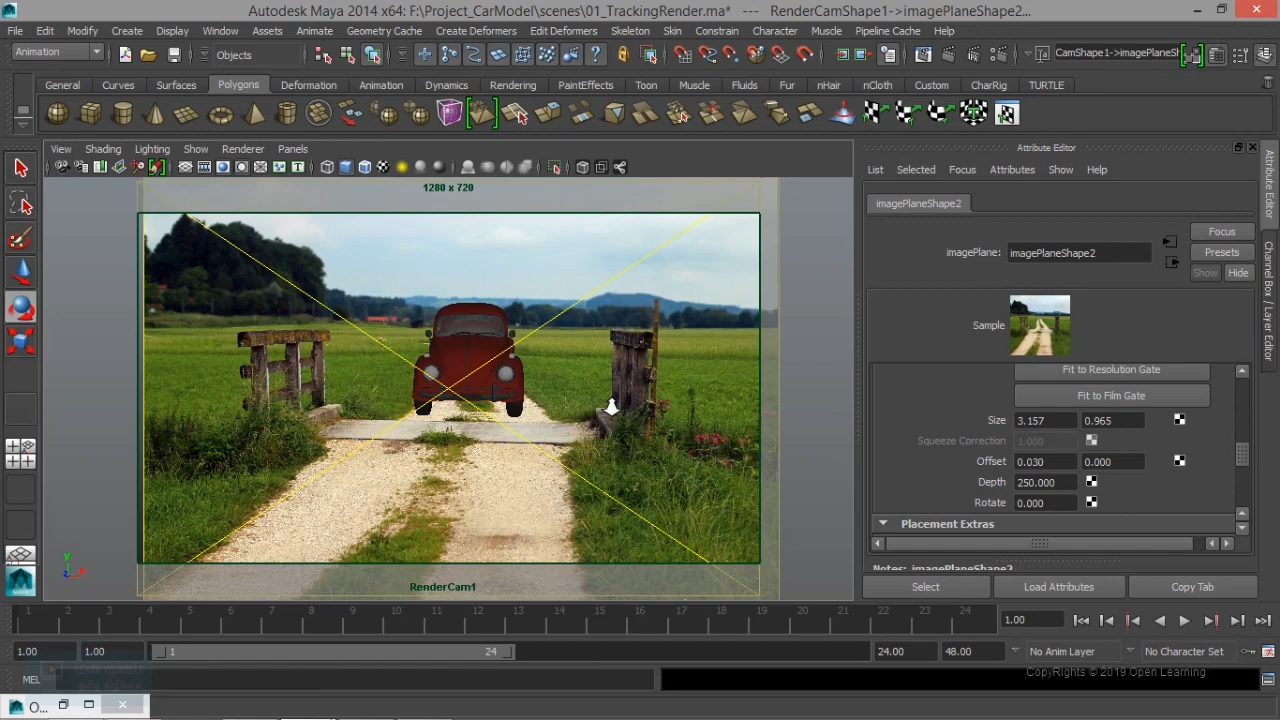 Autodesk Maya 2014 x64: F:\Project_CarModel\scenes\01_TrackingRender.ma* --- RenderCamShape1->imagePlaneShape2...
File Edit Modify Create Display Window Assets Animate Geometry Cache Create Deformers Edit Deformers Skeleton Skin Constrain Character Muscle Pipeline Cache Help
Animation Objects CamShape1->imagePlaneSh
General Curves Surfaces Polygons Deformation Animation Dynamics Rendering PaintEffects Toon Muscle Fluids Fur nHair nCloth Custom CharRig TURTLE
View Shading Lighting Show Renderer Panels
1280 x 720
RenderCam1
y
z x
Attribute Editor
List Selected Focus Attributes Show Help
imagePlaneShape2
Focus
imagePlane: imagePlaneShape2
Presets
Show Hide
Sample
Fit to Resolution Gate
Fit to Film Gate
Size 3.157 0.965
Squeeze Correction 1.000
Offset 0.030 0.000
Depth 250.000
Rotate 0.000
Placement Extras
Notes: imagePlaneShape2
Select Load Attributes Copy Tab
Attribute Editor
Channel Box / Layer Editor
1 2 3 4 5 6 7 8 9 10 11 12 13 14 15 16 17 18 19 20 21 22 23 24 1.00
1.00 1.00 1 24 24.00 48.00 No Anim Layer No Character Set
CopyRights © 2019 Open Learning
MEL
O...